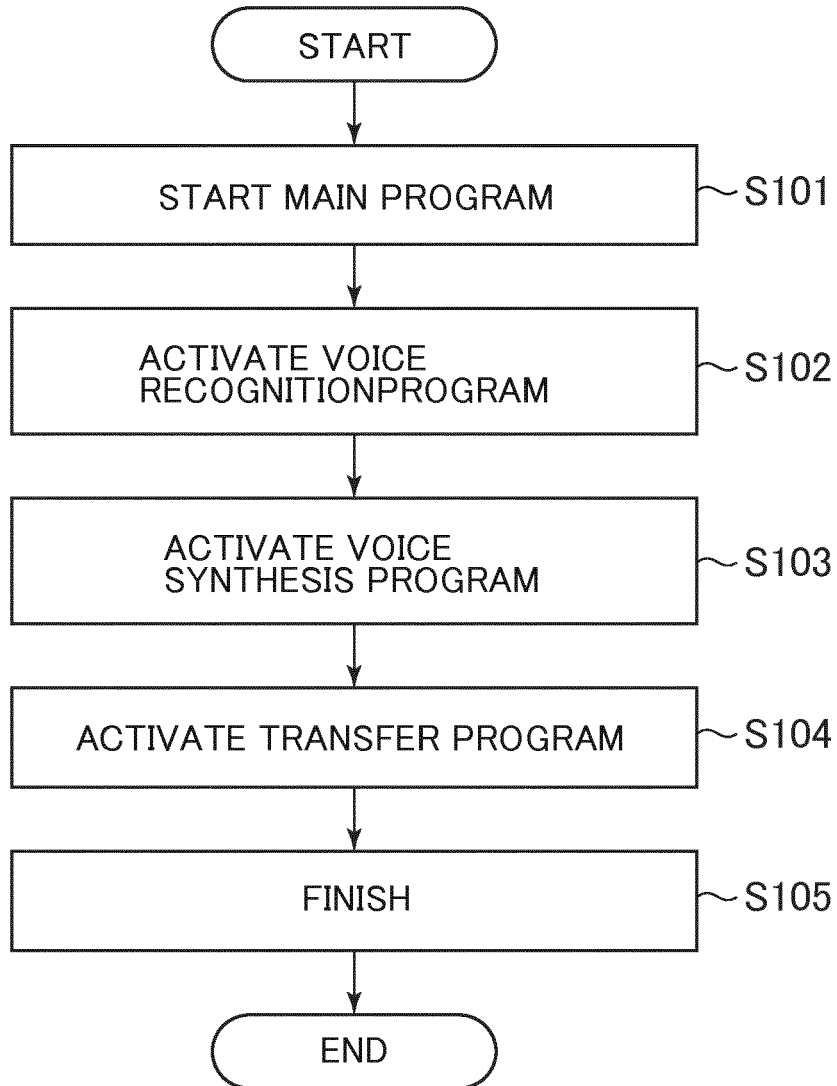 START
START MAIN PROGRAM
S101
ACTIVATE VOICE
RECOGNITIONPROGRAM
S102
ACTIVATE VOICE
SYNTHESIS PROGRAM
S103
ACTIVATE TRANSFER PROGRAM
S104
FINISH
S105
END